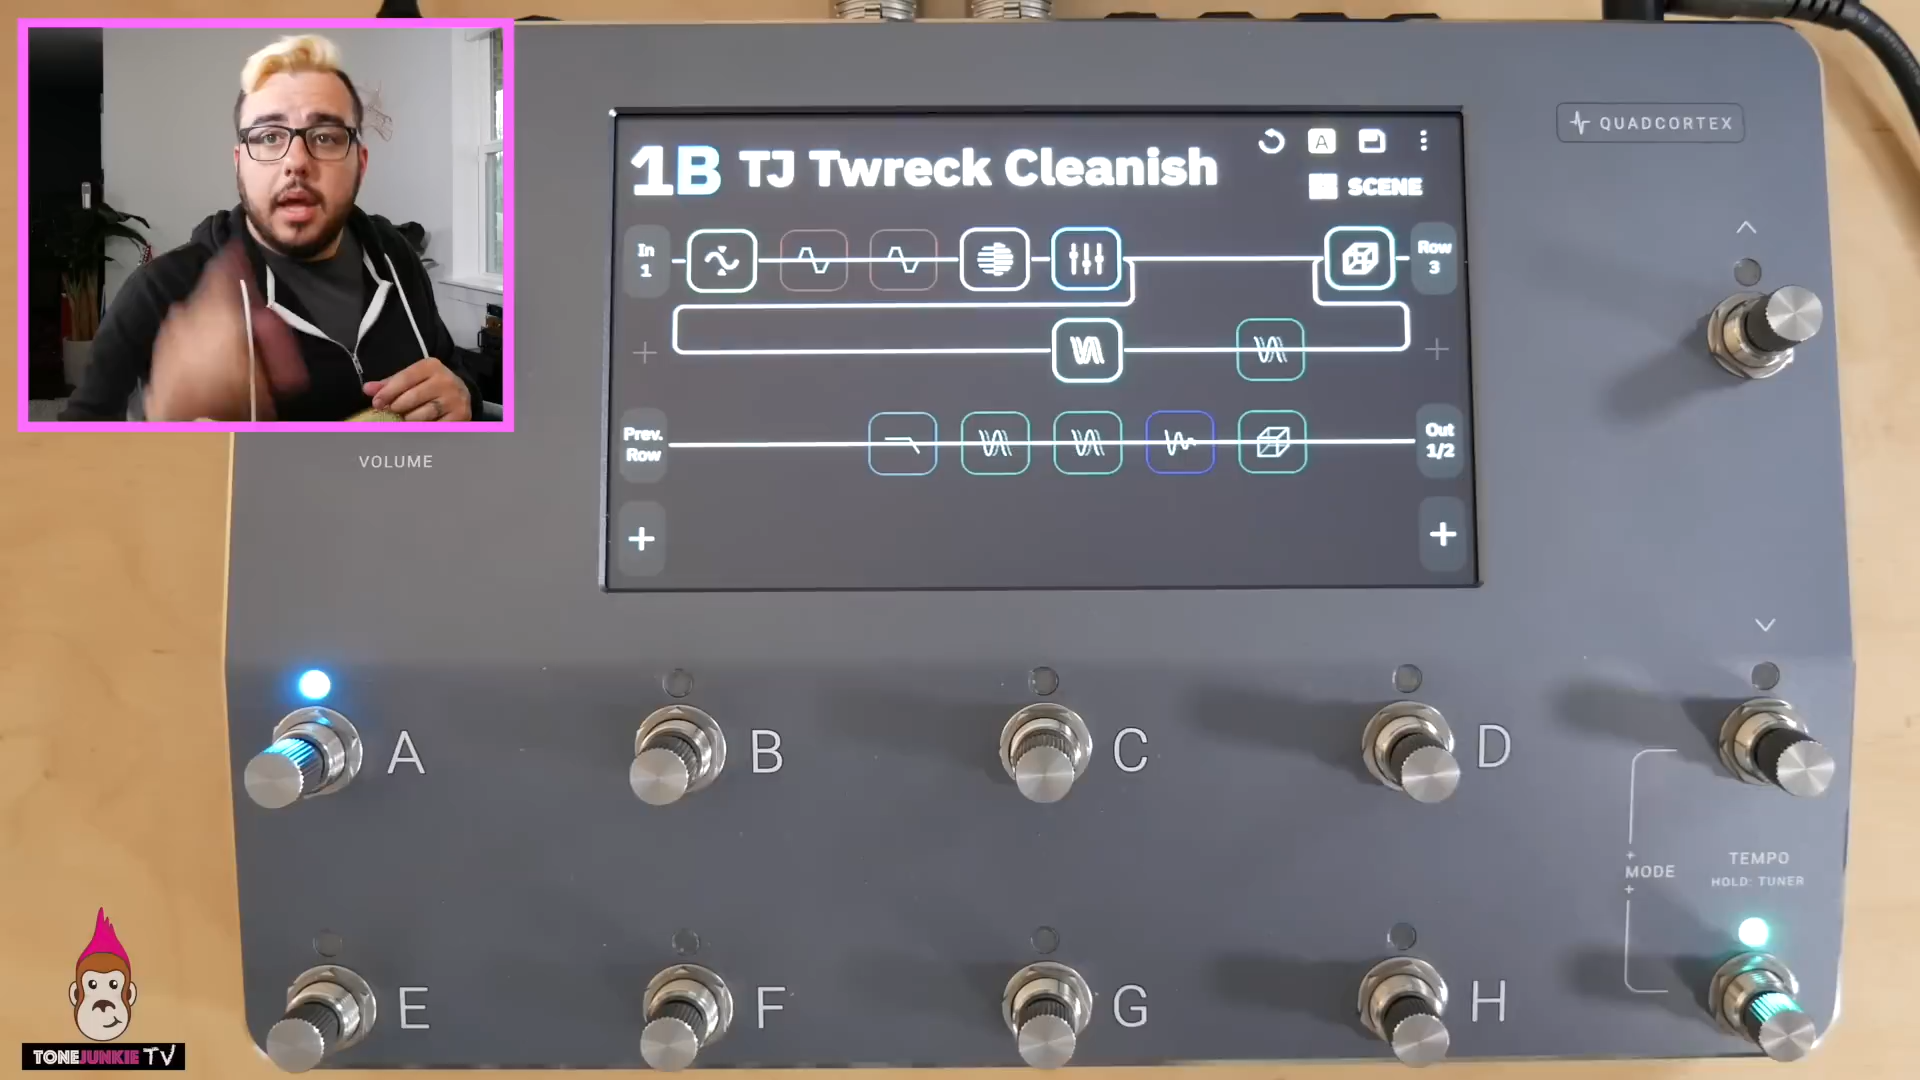 QUADCORTEX
1B TJ Twreck Cleanish
A
SCENE
In
1
Row
3
Prev.
Row
Out
1/2
VOLUME
A
B
C
D
TEMPO
HOLD: TUNER
+
MODE
+
E
F
G
H
TONEJUNKIE TV